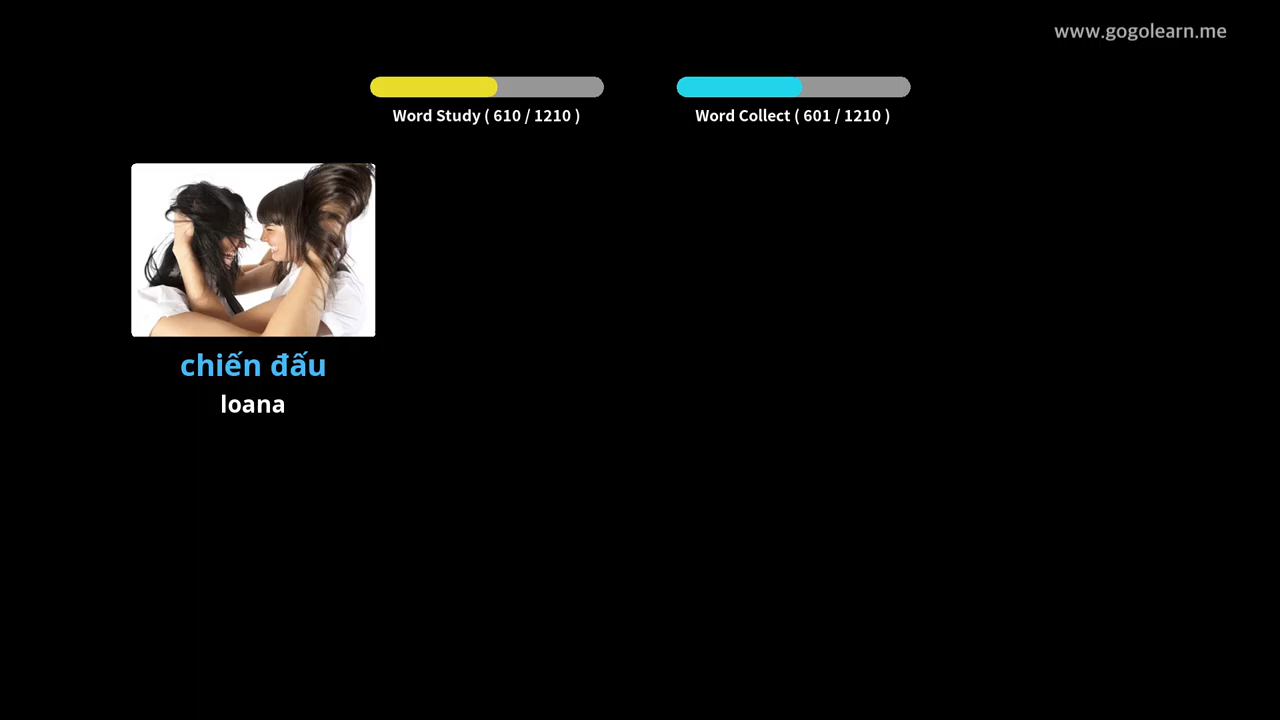 www.gogolearn.me
Word Study ( 610 / 1210 )
Word Collect ( 601 / 1210 )
chiến đấu
loana